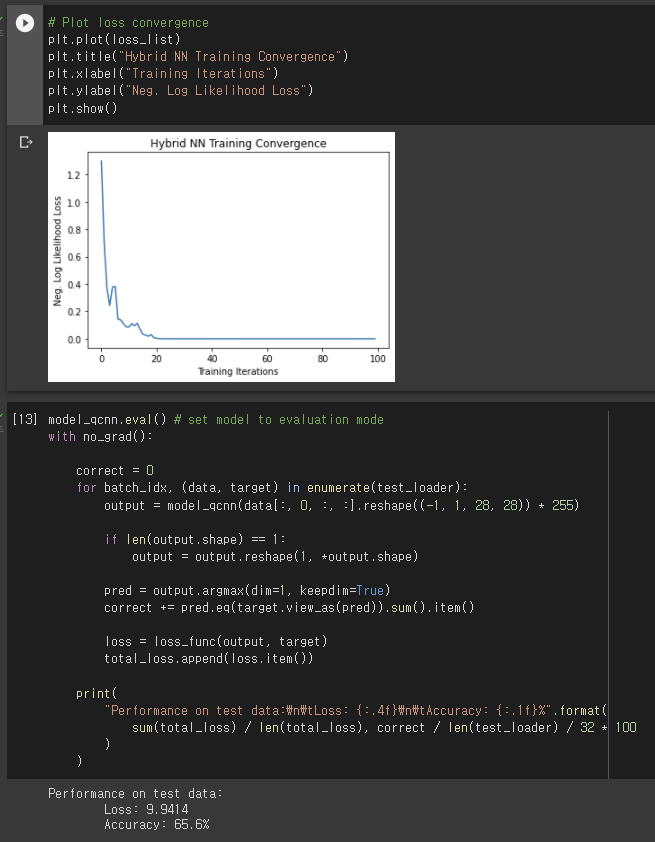 # Plot loss convergence
plt.plot(loss_list)
plt.title("Hybrid NN Training Convergence")
plt.xlabel("Training Iterations")
plt.ylabel("Neg. Log Likelihood Loss")
plt.show()
Hybrid NN Training Convergence
Neg. Log Likelihood Loss
1.2
1.0
0.8
0.6
0.4
0.2
0.0
0 20 40 60 80 100
Training Iterations
[13] model_qcnn.eval() # set model to evaluation mode
with no_grad():
correct = 0
for batch_idx, (data, target) in enumerate(test_loader):
output = model_qcnn(data[:, 0, :, :].reshape((-1, 1, 28, 28)) * 255)
if len(output.shape) == 1:
output = output.reshape(1, *output.shape)
pred = output.argmax(dim=1, keepdim=True)
correct += pred.eq(target.view_as(pred)).sum().item()
loss = loss_func(output, target)
total_loss.append(loss.item())
print(
"Performance on test data:₩n₩tLoss: {:.4f}₩n₩tAccuracy: {:.1f}%".format(
sum(total_loss) / len(total_loss), correct / len(test_loader) / 32 * 100
)
)
Performance on test data:
Loss: 9.9414
Accuracy: 65.6%